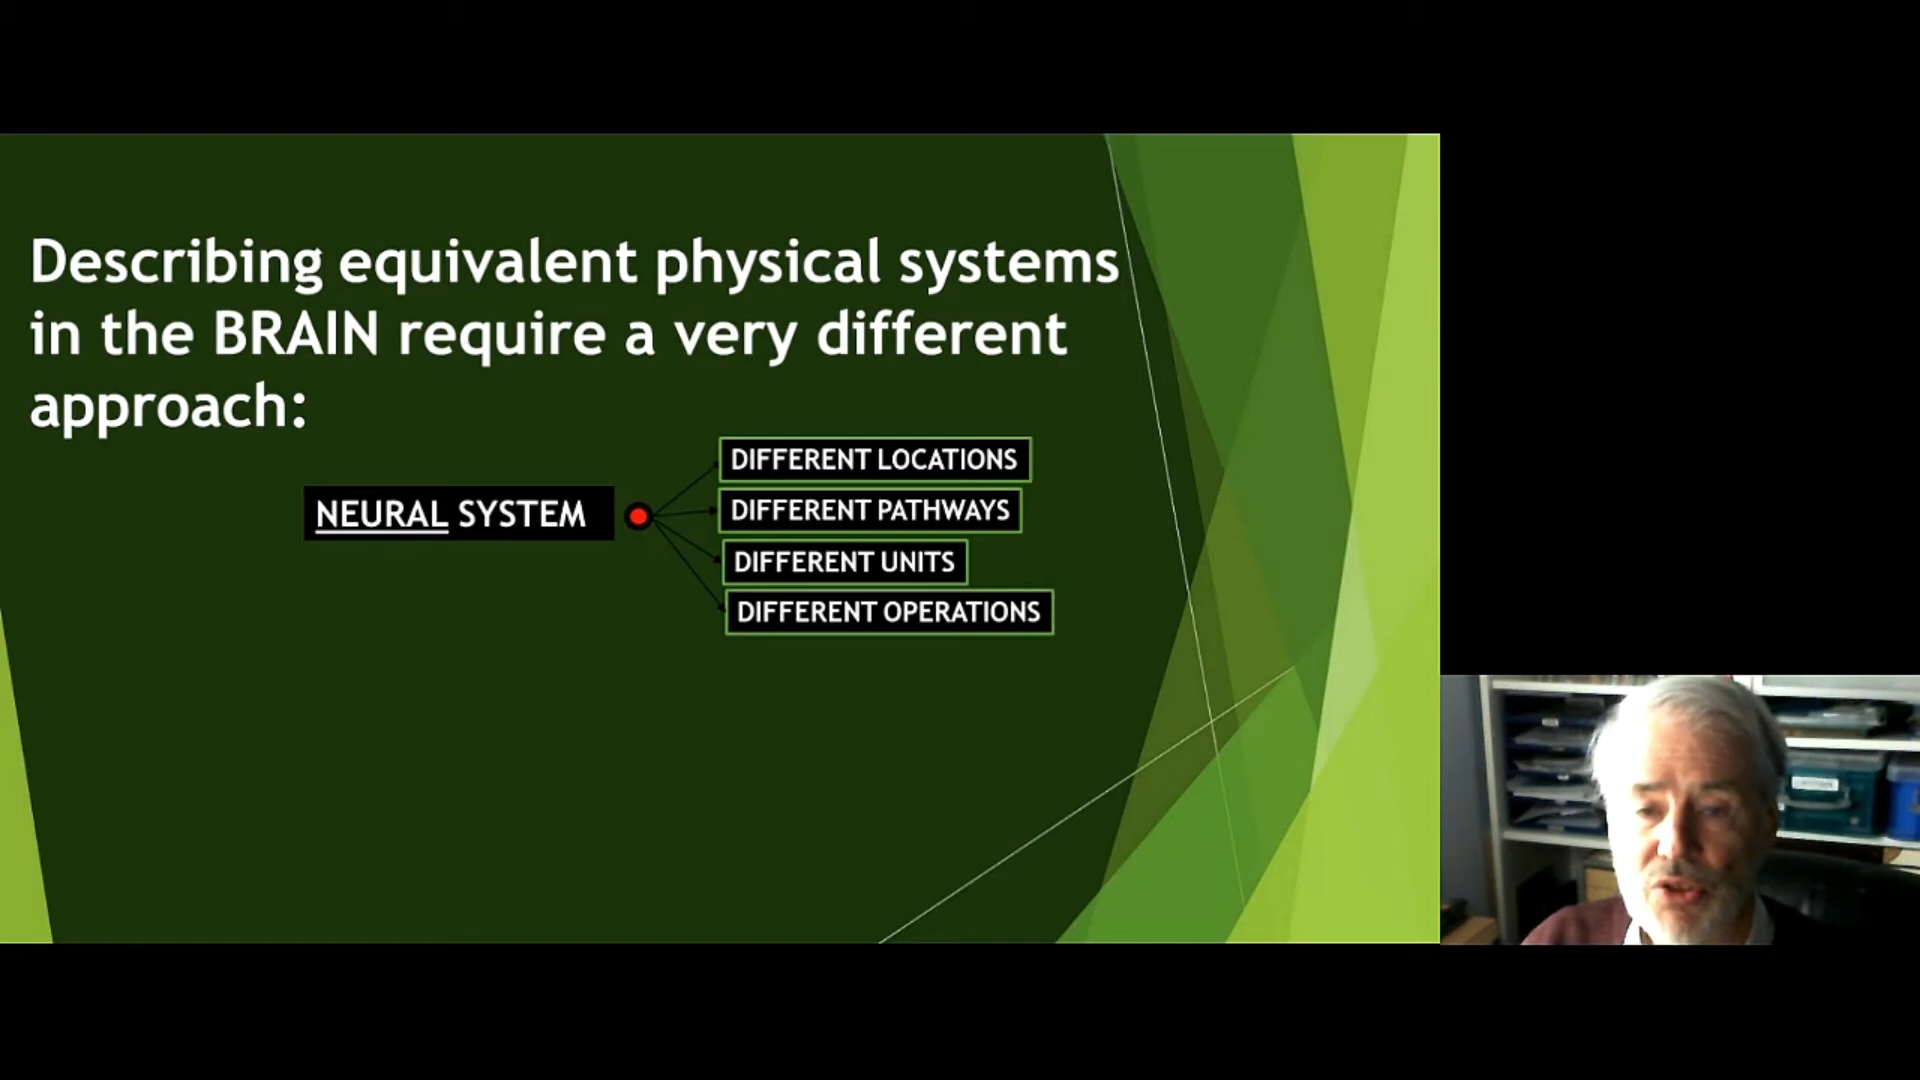 Describing equivalent physical systems
in the BRAIN require a very different
approach:
DIFFERENT LOCATIONS
NEURAL SYSTEM
DIFFERENT PATHWAYS
DIFFERENT UNITS
DIFFERENT OPERATIONS